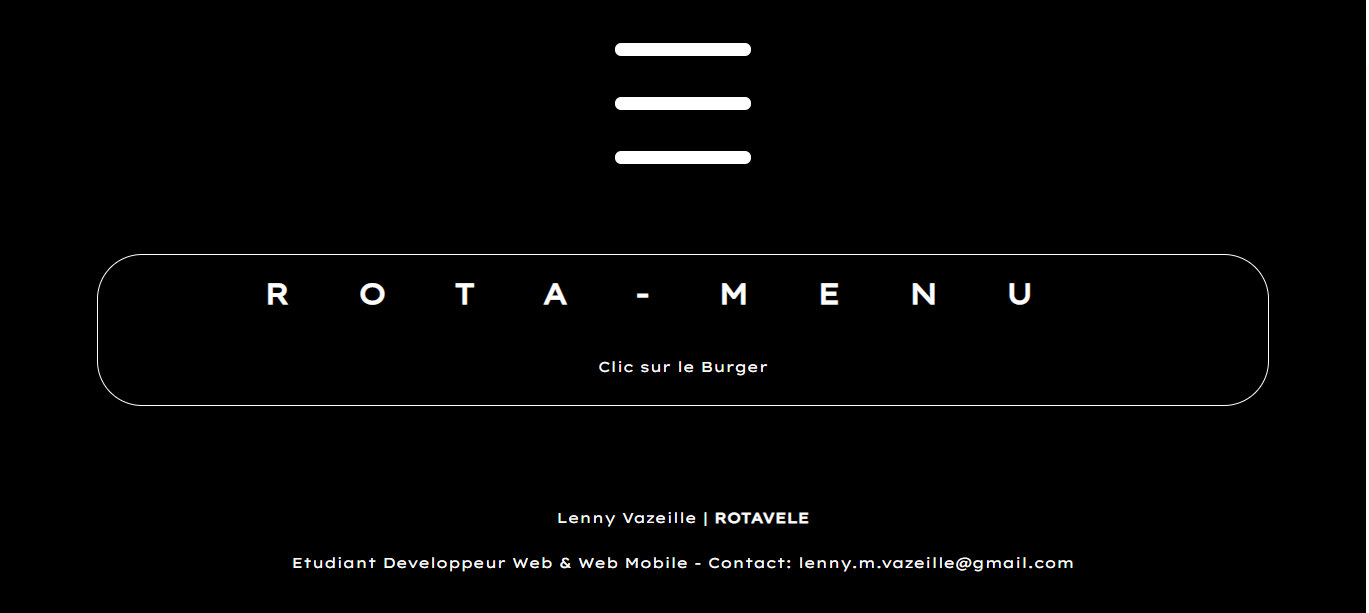 ROTA-MENU
Clic sur le Burger
Lenny Vazeille | ROTAVELE
Etudiant Developpeur Web & Web Mobile - Contact: lenny.m.vazeille@gmail.com